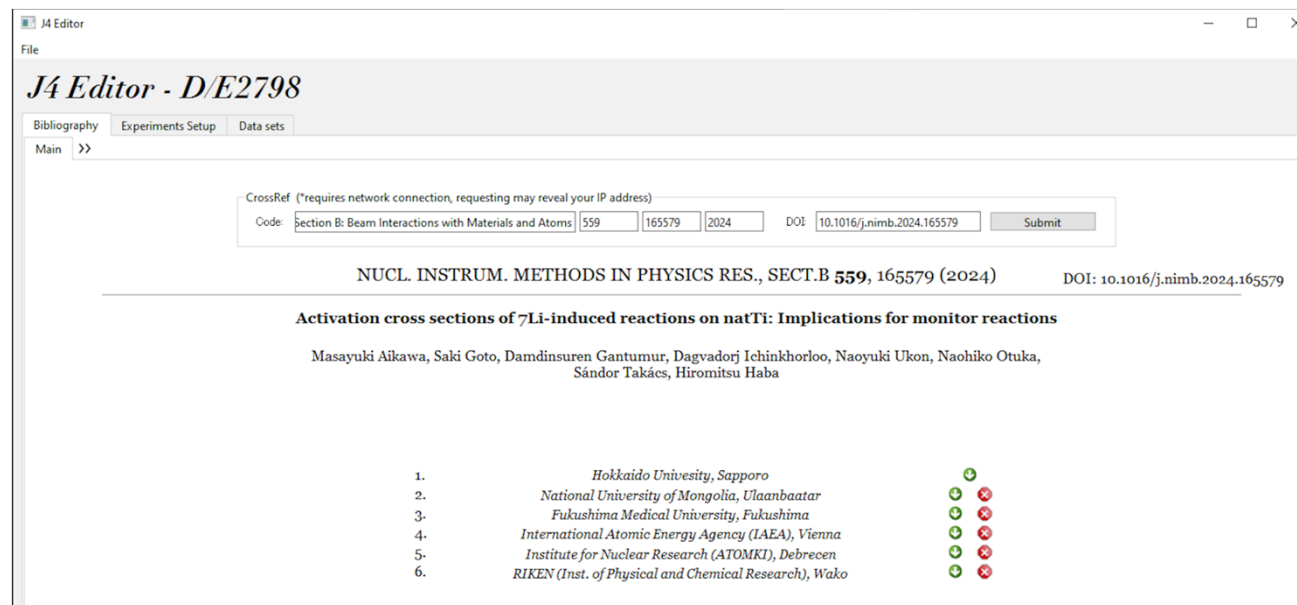 J4 Editor
File
J4 Editor - D/E2798
Bibliography Experiments Setup Data sets
Main >>
CrossRef (*requires network connection, requesting may reveal your IP address)
Code: Section B: Beam Interactions with Materials and Atoms 559 165579 2024 DOI: 10.1016/j.nimb.2024.165579 Submit
NUCL. INSTRUM. METHODS IN PHYSICS RES., SECT.B 559, 165579 (2024) DOI: 10.1016/j.nimb.2024.165579
Activation cross sections of 7Li-induced reactions on natTi: Implications for monitor reactions
Masayuki Aikawa, Saki Goto, Damdinsuren Gantumur, Dagvadorj Ichinkhorloo, Naoyuki Ukon, Naohiko Otuka,
Sándor Takács, Hiromitsu Haba
1. Hokkaido Univesity, Sapporo
2. National University of Mongolia, Ulaanbaatar
3. Fukushima Medical University, Fukushima
4. International Atomic Energy Agency (IAEA), Vienna
5. Institute for Nuclear Research (ATOMKI), Debrecen
6. RIKEN (Inst. of Physical and Chemical Research), Wako